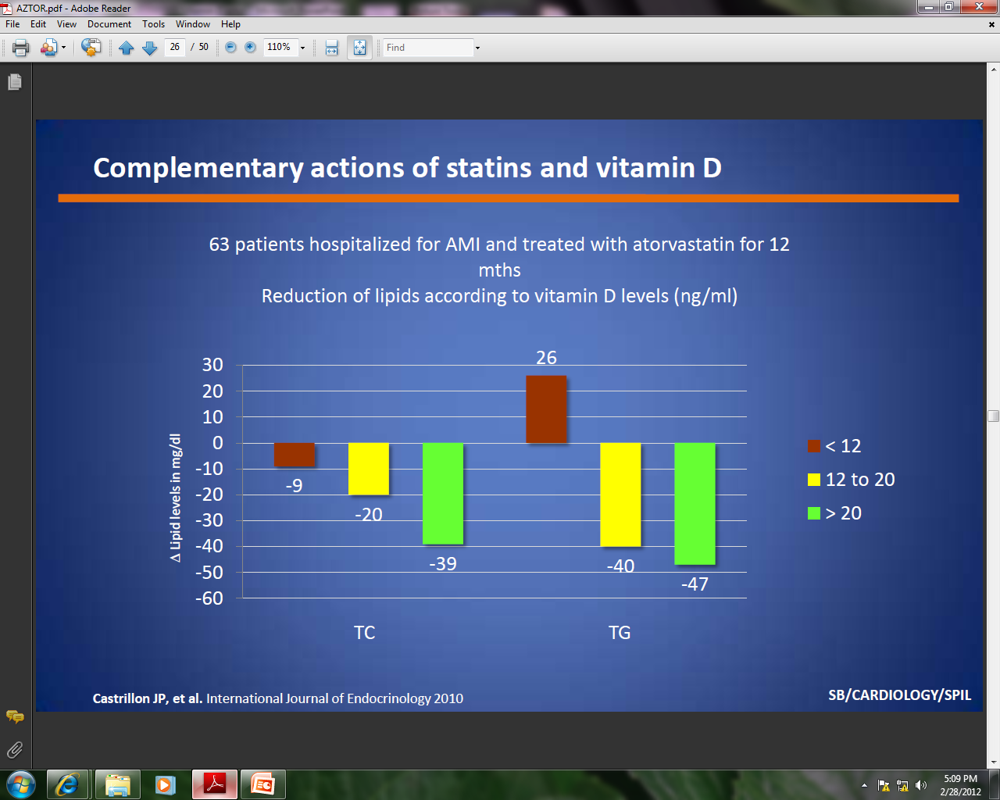 AZTOR.pdf - Adobe Reader
File Edit View Document Tools Window Help
26 / 50 110% Find
Complementary actions of statins and vitamin D
63 patients hospitalized for AMI and treated with atorvastatin for 12
mths
Reduction of lipids according to vitamin D levels (ng/ml)
Δ Lipid levels in mg/dl
30
20
10
0
-10
-20
-30
-40
-50
-60
-9
-20
-39
26
-40
-47
TC TG
< 12
12 to 20
> 20
Castrillon JP, et al. International Journal of Endocrinology 2010
SB/CARDIOLOGY/SPIL
5:09 PM
2/28/2012